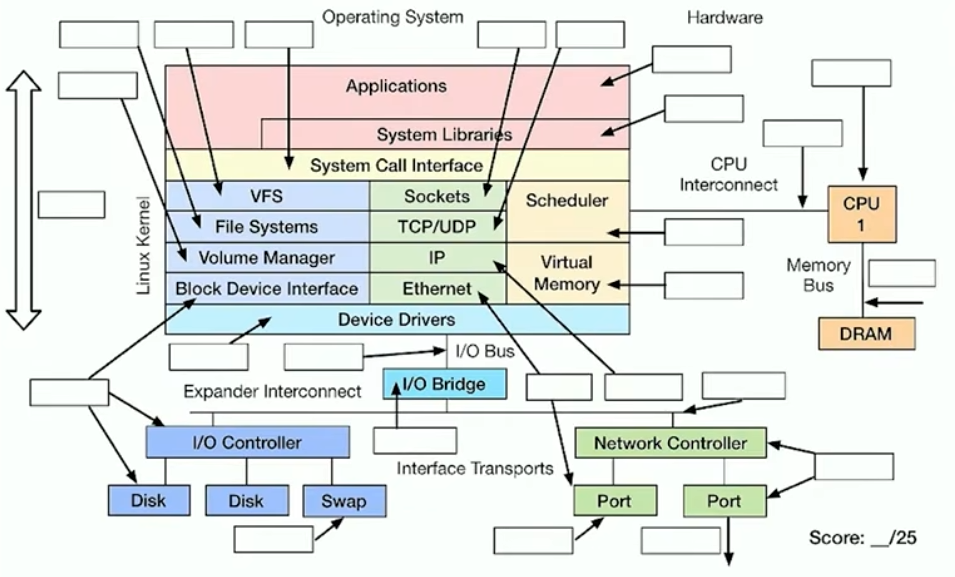 Operating System
Hardware
Applications
System Libraries
System Call Interface
CPU
Interconnect
VFS
Sockets
Scheduler
CPU
1
File Systems
TCP/UDP
Linux Kernel
Volume Manager
IP
Virtual
Memory
Memory
Bus
Block Device Interface
Ethernet
Device Drivers
DRAM
I/O Bus
Expander Interconnect
I/O Bridge
I/O Controller
Network Controller
Interface Transports
Disk
Disk
Swap
Port
Port
Score: __/25